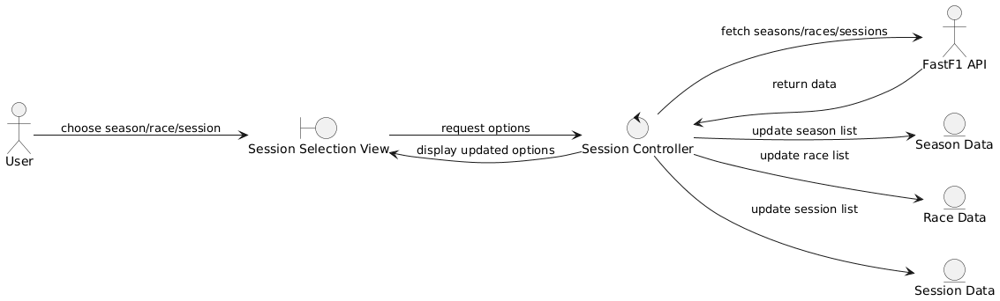 fetch seasons/races/sessions
FastF1 API
return data
choose season/race/session
request options
update season list
User
Session Selection View
display updated options
Session Controller
Season Data
update race list
update session list
Race Data
Session Data